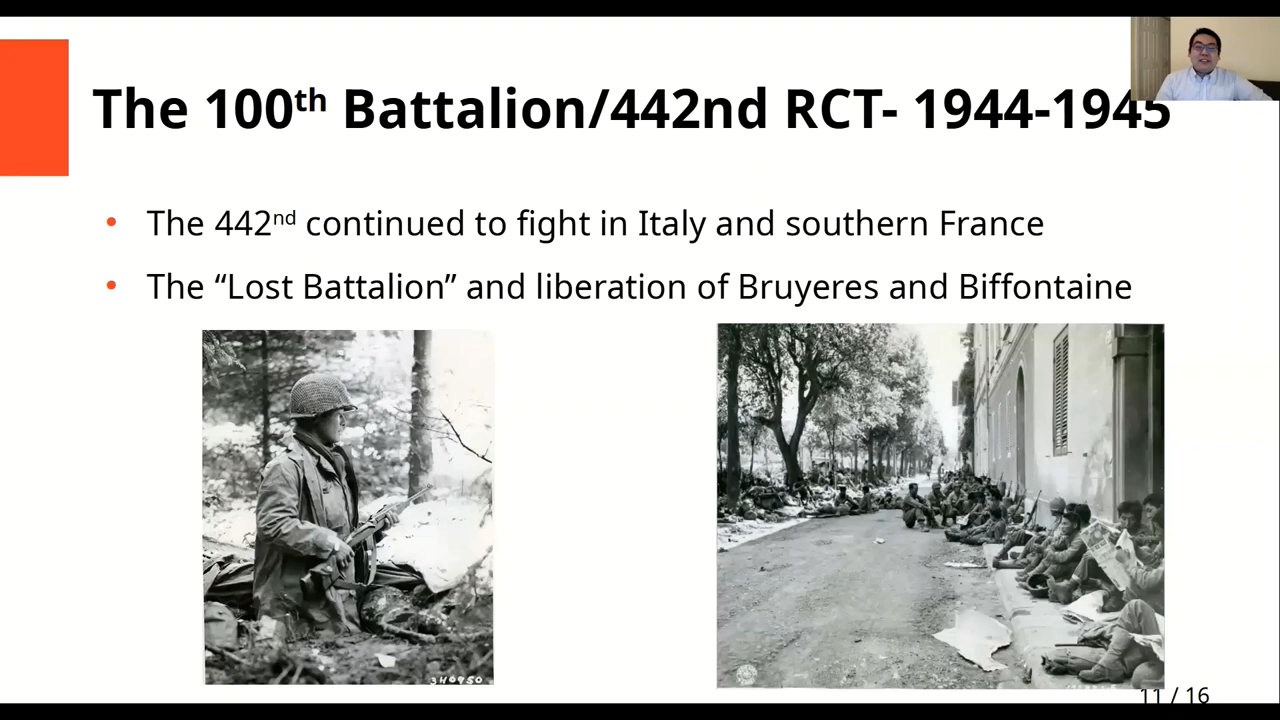 The 100th Battalion/442nd RCT- 1944-1945
• The 442nd continued to fight in Italy and southern France
• The “Lost Battalion” and liberation of Bruyeres and Biffontaine
340950
11 / 16